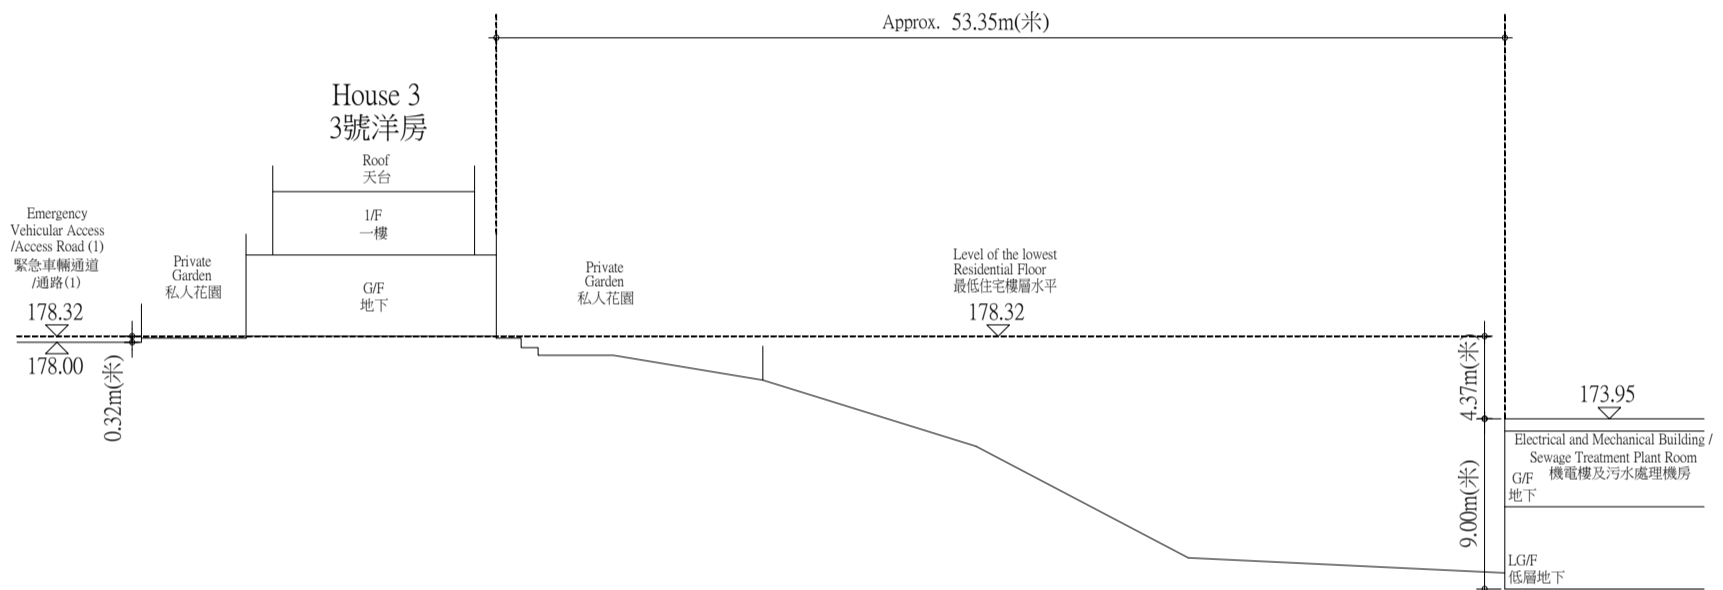 Approx. 53.35m(米)
House 3
3號洋房
Roof
天台
1/F
一樓
G/F
地下
Emergency
Vehicular Access
/Access Road (1)
緊急車輛通道
/通路(1)
178.32
178.00
0.32m(米)
Private
Garden
私人花園
Private
Garden
私人花園
Level of the lowest
Residential Floor
最低住宅樓層水平
178.32
4.37m(米)
9.00m(米)
173.95
Electrical and Mechanical Building /
Sewage Treatment Plant Room
機電樓及污水處理機房
G/F
地下
LG/F
低層地下